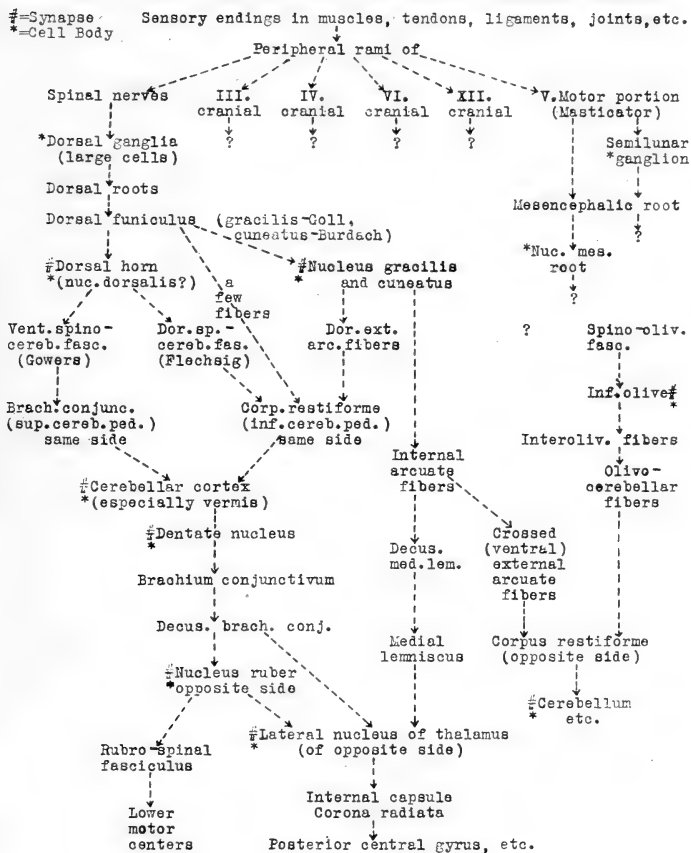 #=Synapse
*=Cell Body
Sensory endings in muscles, tendons, ligaments, joints,etc.
Peripheral rami of
Spinal nerves
III. cranial
IV. cranial
VI. cranial
XII. cranial
V.Motor portion
(Masticator)
?
?
?
?
*Dorsal ganglia
(large cells)
Semilunar
*ganglion
Dorsal roots
Mesencephalic root
Dorsal funiculus
(gracilis-Goll,
cuneatus-Burdach)
?
#Dorsal horn
*(nuc.dorsalis?)
a
few
fibers
#Nucleus gracilis
* and cuneatus
*Nuc. mes.
root
?
Vent.spino-
cereb.fasc.
(Gowers)
Dor.sp.-
cereb.fas.
(Flechsig)
Dor.ext.
arc.fibers
?
Spino-oliv.
fasc.
Inf.olive#
*
Brach.conjunc.
(sup.cereb.ped.)
same side
Corp.restiforme
(inf.cereb.ped.)
same side
Interoliv. fibers
Internal
arcuate
fibers
Olivo-
cerebellar
fibers
#Cerebellar cortex
*(especially vermis)
#Dentate nucleus
*
Decus.
med.lem.
Crossed
(ventral)
external
arcuate
fibers
Brachium conjunctivum
Decus. brach. conj.
Medial
lemniscus
Corpus restiforme
(opposite side)
#Nucleus ruber
*opposite side
#Cerebellum
* etc.
#Lateral nucleus of thalamus
* (of opposite side)
Rubro-spinal
fasciculus
Internal capsule
Corona radiata
Lower
motor
centers
Posterior central gyrus, etc.